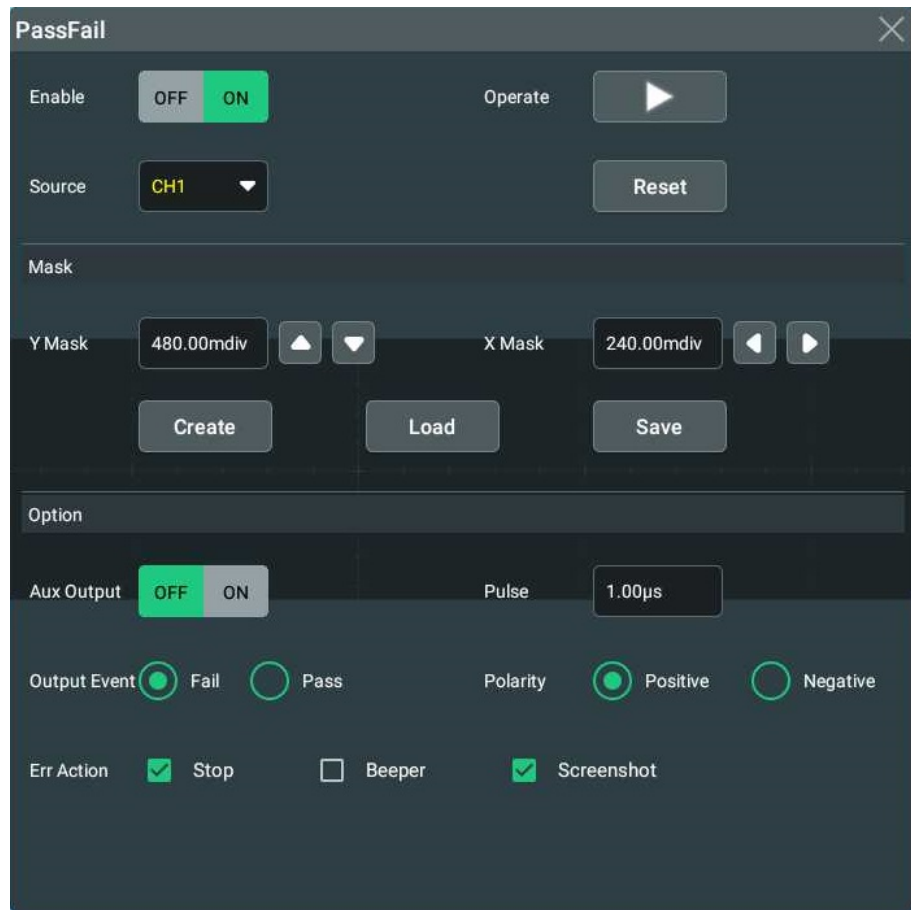 PassFail
Enable OFF ON Operate
Source CH1 Reset
Mask
Y Mask 480.00mdiv X Mask 240.00mdiv
Create Load Save
Option
Aux Output OFF ON Pulse 1.00µs
Output Event Fail Pass Polarity Positive Negative
Err Action Stop Beeper Screenshot